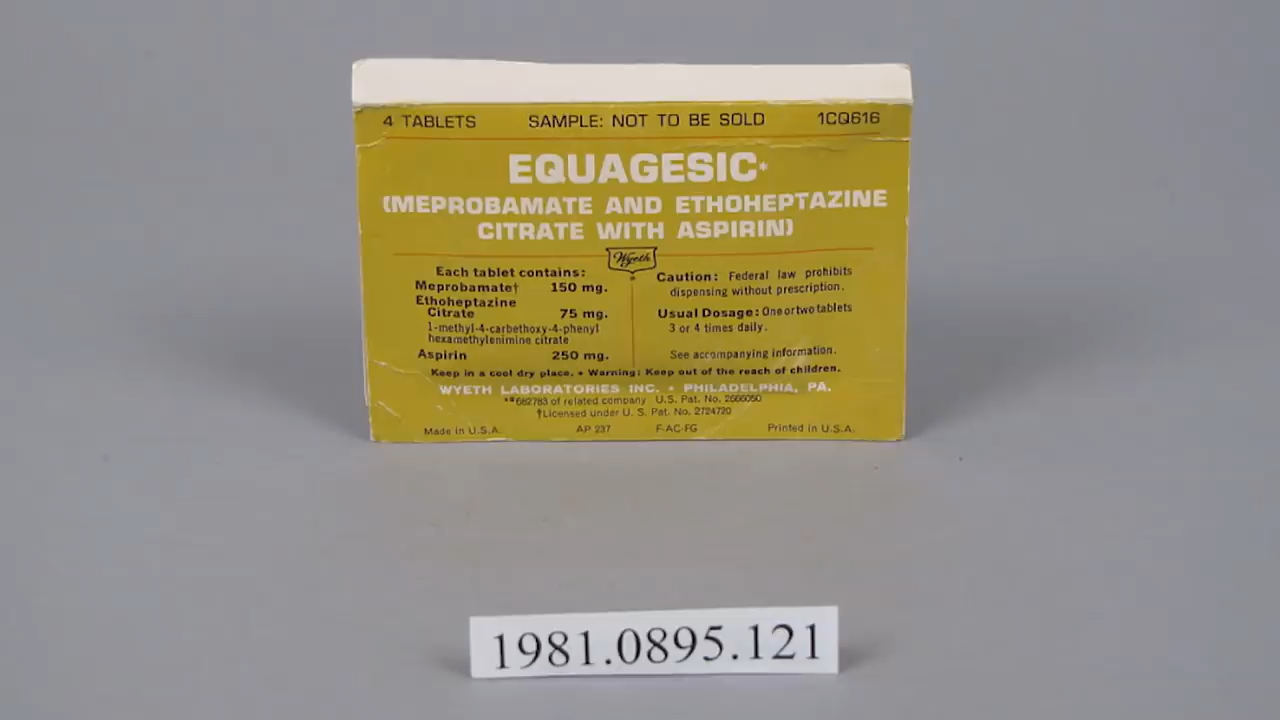 4 TABLETS SAMPLE: NOT TO BE SOLD 1CQ616
EQUAGESIC*
(MEPROBAMATE AND ETHOHEPTAZINE
CITRATE WITH ASPIRIN)
Wyeth
Each tablet contains:
Meprobamate† 150 mg.
Ethoheptazine
Citrate 75 mg.
1-methyl-4-carbethoxy-4-phenyl
hexamethylenimine citrate
Aspirin 250 mg.
Caution: Federal law prohibits
dispensing without prescription.
Usual Dosage: One or two tablets
3 or 4 times daily.
See accompanying information.
Keep in a cool dry place. • Warning: Keep out of the reach of children.
WYETH LABORATORIES INC. • PHILADELPHIA, PA.
*®682783 of related company U.S. Pat. No. 2666050
†Licensed under U. S. Pat. No. 2724720
Made in U.S.A. AP 237 F-AC-FG Printed in U.S.A.
1981.0895.121